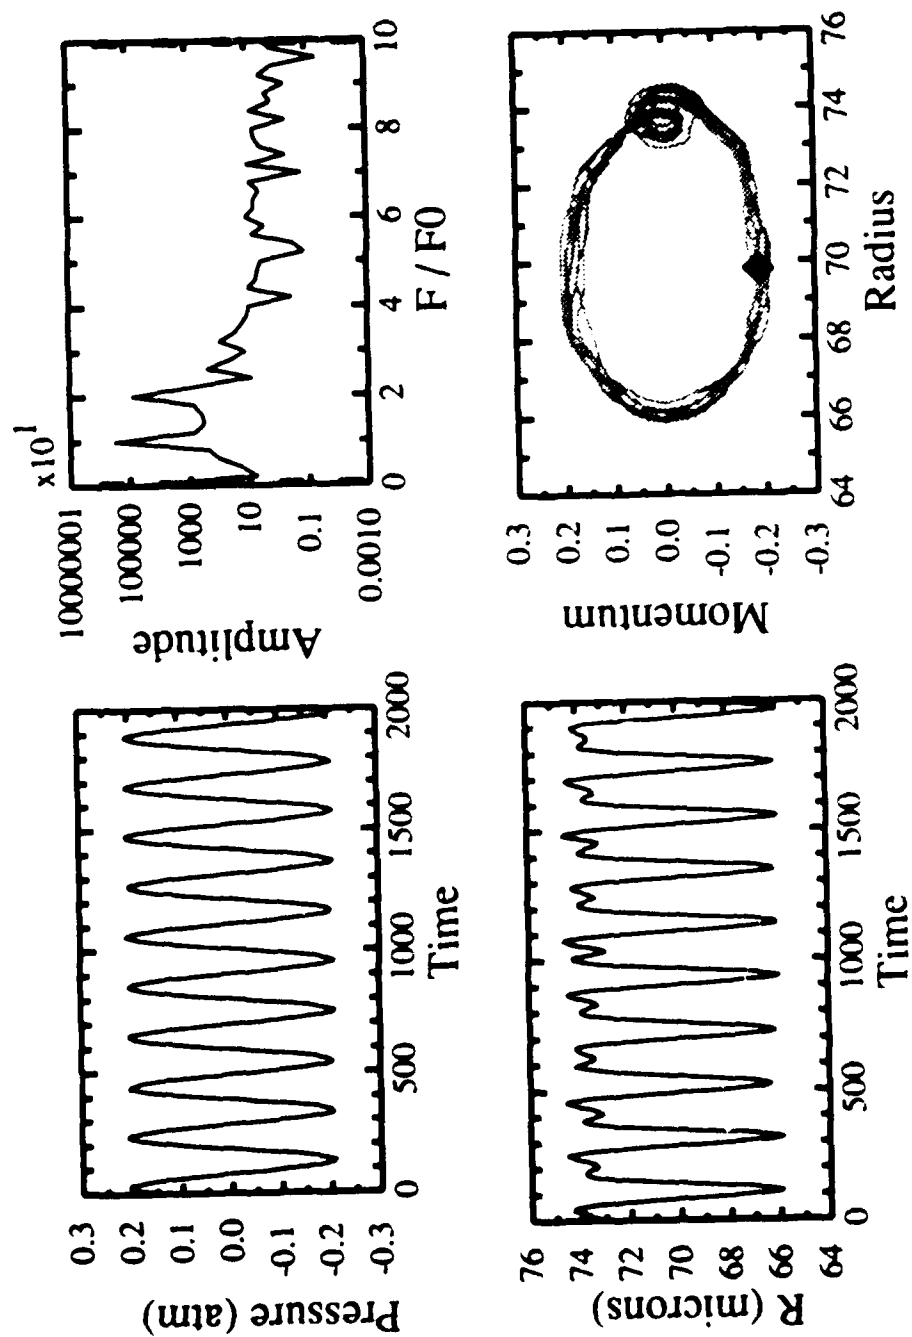 Pressure (atm)
0.3
0.2
0.1
0.0
-0.1
-0.2
-0.3
0 500 1000 1500 2000
Time
x10¹
Amplitude
10000001
100000
1000
10
0.1
0.0010
0 2 4 6 8 10
F / F0
R (microns)
76
74
72
70
68
66
64
0 500 1000 1500 2000
Time
Momentum
0.3
0.2
0.1
0.0
-0.1
-0.2
-0.3
64 66 68 70 72 74 76
Radius